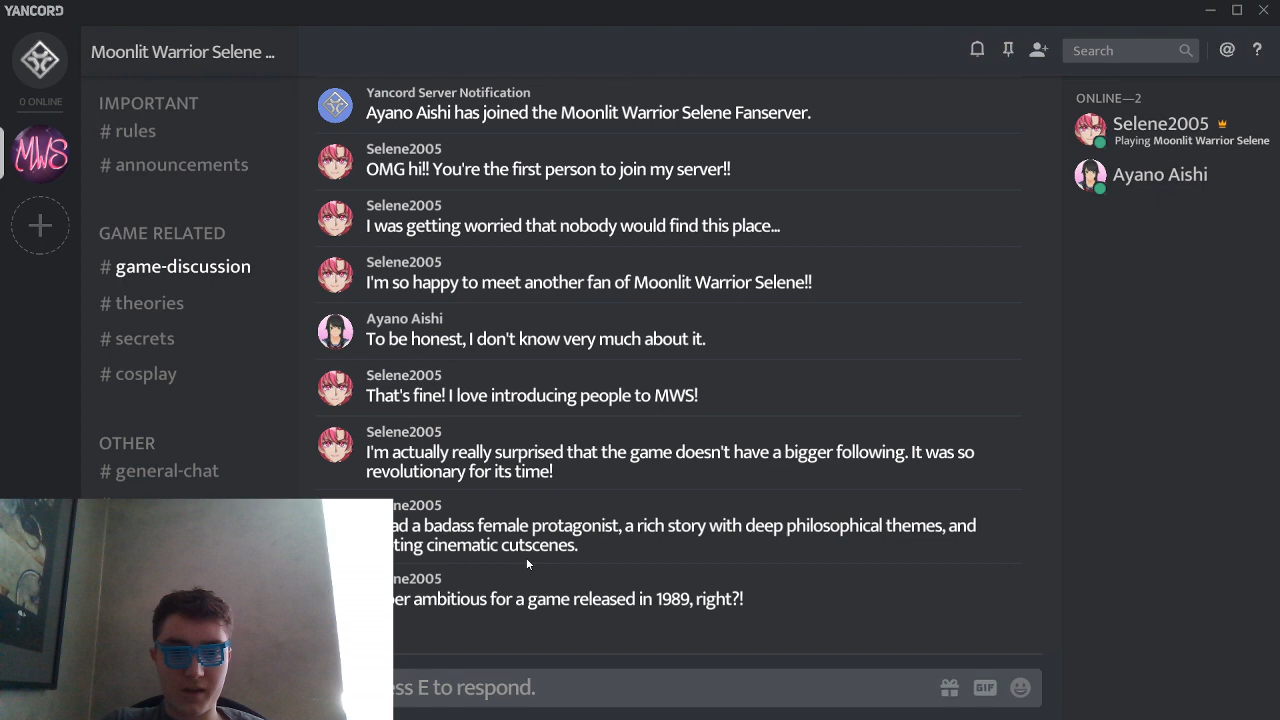 YANCORD
Moonlit Warrior Selene ...
Search
@
?
0 ONLINE
MWS
IMPORTANT
# rules
# announcements
GAME RELATED
# game-discussion
# theories
# secrets
# cosplay
OTHER
# general-chat
Yancord Server Notification
Ayano Aishi has joined the Moonlit Warrior Selene Fanserver.
Selene2005
OMG hi!! You're the first person to join my server!!
Selene2005
I was getting worried that nobody would find this place...
Selene2005
I'm so happy to meet another fan of Moonlit Warrior Selene!!
Ayano Aishi
To be honest, I don't know very much about it.
Selene2005
That's fine! I love introducing people to MWS!
Selene2005
I'm actually really surprised that the game doesn't have a bigger following. It was so
revolutionary for its time!
ne2005
ad a badass female protagonist, a rich story with deep philosophical themes, and
ting cinematic cutscenes.
ne2005
er ambitious for a game released in 1989, right?!
ss E to respond.
GIF
ONLINE—2
Selene2005
Playing Moonlit Warrior Selene
Ayano Aishi